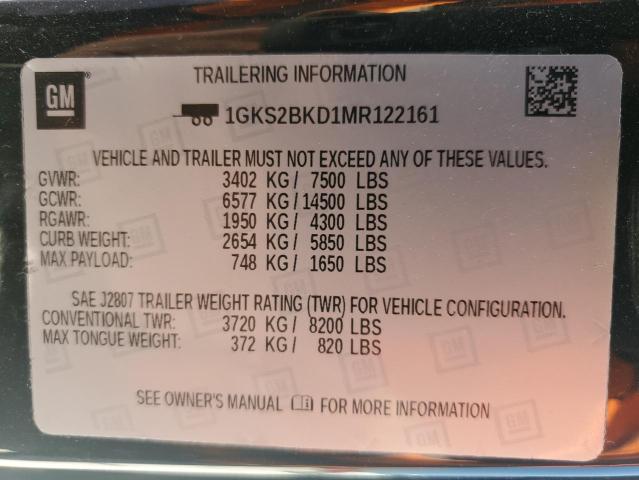 GM ®
TRAILERING INFORMATION
1GKS2BKD1MR122161
VEHICLE AND TRAILER MUST NOT EXCEED ANY OF THESE VALUES.
GVWR: 3402 KG/ 7500 LBS
GCWR: 6577 KG/14500 LBS
RGAWR: 1950 KG/ 4300 LBS
CURB WEIGHT: 2654 KG/ 5850 LBS
MAX PAYLOAD: 748 KG/ 1650 LBS
SAE J2807 TRAILER WEIGHT RATING (TWR) FOR VEHICLE CONFIGURATION.
CONVENTIONAL TWR: 3720 KG/ 8200 LBS
MAX TONGUE WEIGHT: 372 KG/ 820 LBS
SEE OWNER'S MANUAL FOR MORE INFORMATION